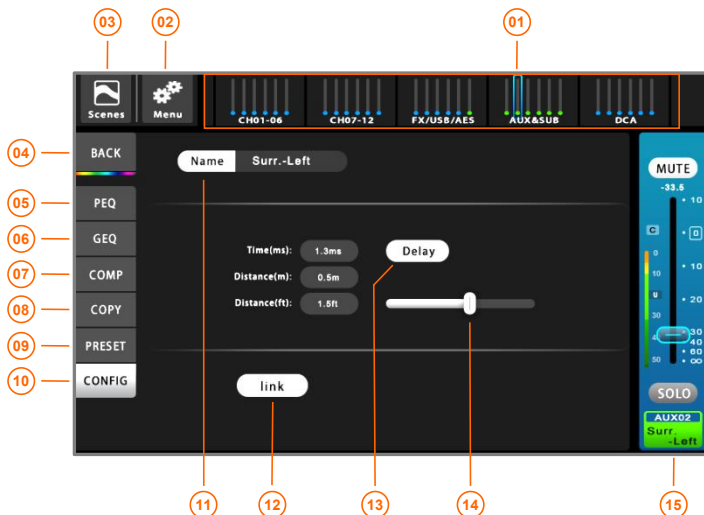 03
02
01
Scenes
Menu
CH01-06
CH07-12
FX/USB/AES
AUX&SUB
DCA
04
BACK
Name
Surr.-Left
MUTE
-33.5
10
05
PEQ
C
0
06
GEQ
Time(ms):
1.3ms
Delay
0
07
COMP
Distance(m):
0.5m
10
10
08
COPY
Distance(ft):
1.5ft
U
20
30
09
PRESET
30
40
60
50
∞
10
CONFIG
link
SOLO
AUX02
Surr.
-Left
11
12
13
14
15